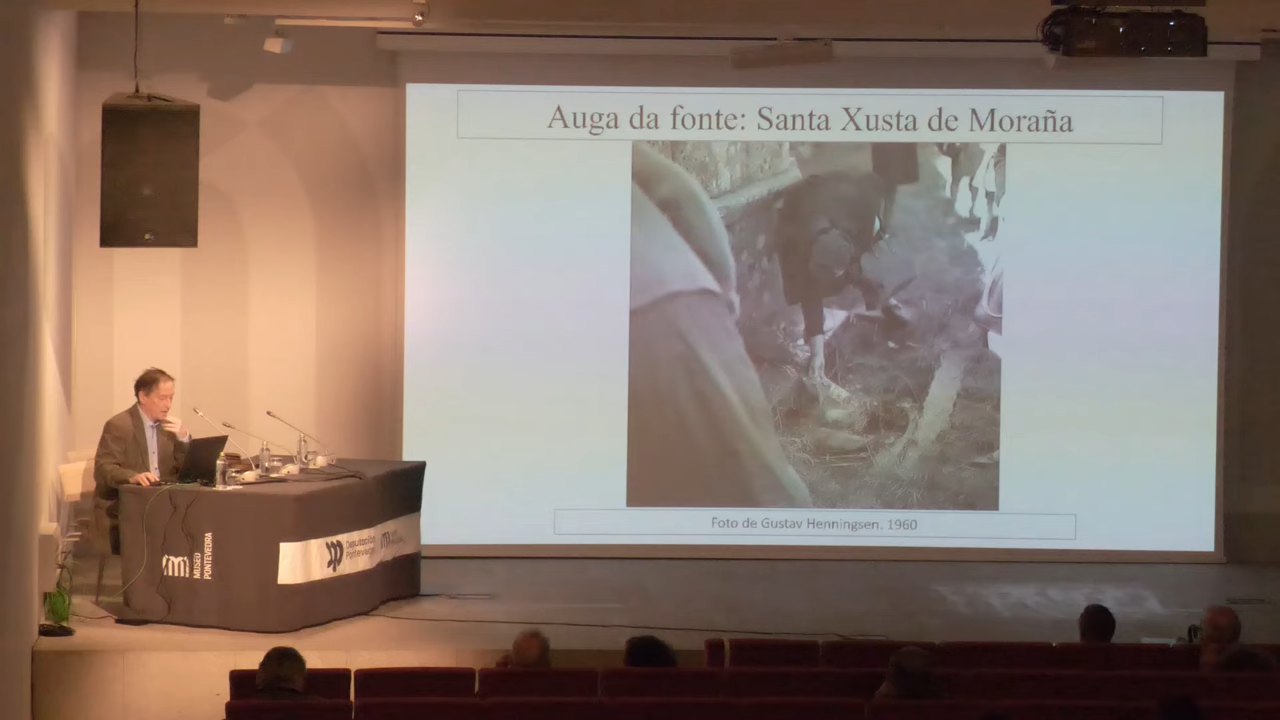 Auga da fonte: Santa Xusta de Moraña
Foto de Gustav Henningsen. 1960
MUSEO
PONTEVEDRA
Deputación
Pontevedra